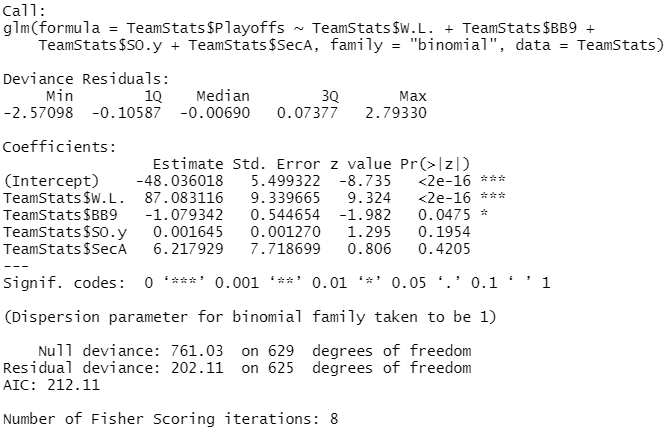 Call:
glm(formula = TeamStats$Playoffs ~ TeamStats$W.L. + TeamStats$BB9 +
    TeamStats$SO.y + TeamStats$SecA, family = "binomial", data = TeamStats)

Deviance Residuals:
     Min       1Q   Median       3Q      Max
-2.57098 -0.10587 -0.00690  0.07377  2.79330

Coefficients:
                 Estimate Std. Error z value Pr(>|z|)
(Intercept)    -48.036018   5.499322  -8.735   <2e-16 ***
TeamStats$W.L.  87.083116   9.339665   9.324   <2e-16 ***
TeamStats$BB9   -1.079342   0.544654  -1.982   0.0475 *
TeamStats$SO.y   0.001645   0.001270   1.295   0.1954
TeamStats$SecA   6.217929   7.718699   0.806   0.4205
---
Signif. codes:  0 ‘***’ 0.001 ‘**’ 0.01 ‘*’ 0.05 ‘.’ 0.1 ‘ ’ 1

(Dispersion parameter for binomial family taken to be 1)

    Null deviance: 761.03  on 629  degrees of freedom
Residual deviance: 202.11  on 625  degrees of freedom
AIC: 212.11

Number of Fisher Scoring iterations: 8